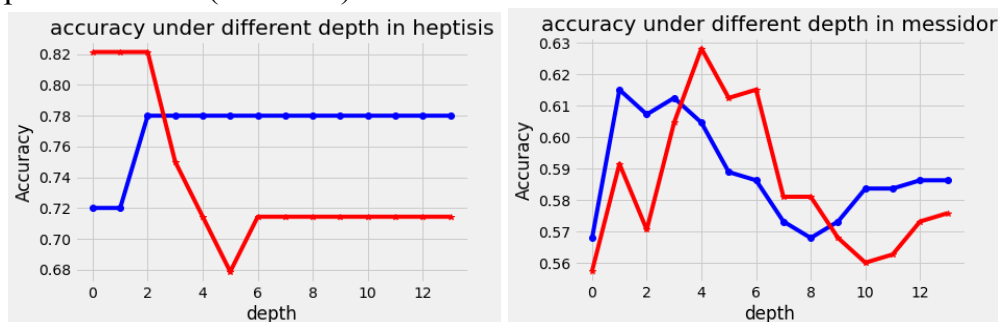 accuracy under different depth in heptisis
0.82
0.80
0.78
0.76
0.74
0.72
0.70
0.68
Accuracy
0 2 4 6 8 10 12
depth
accuracy under different depth in messidor
0.63
0.62
0.61
0.60
0.59
0.58
0.57
0.56
Accuracy
0 2 4 6 8 10 12
depth